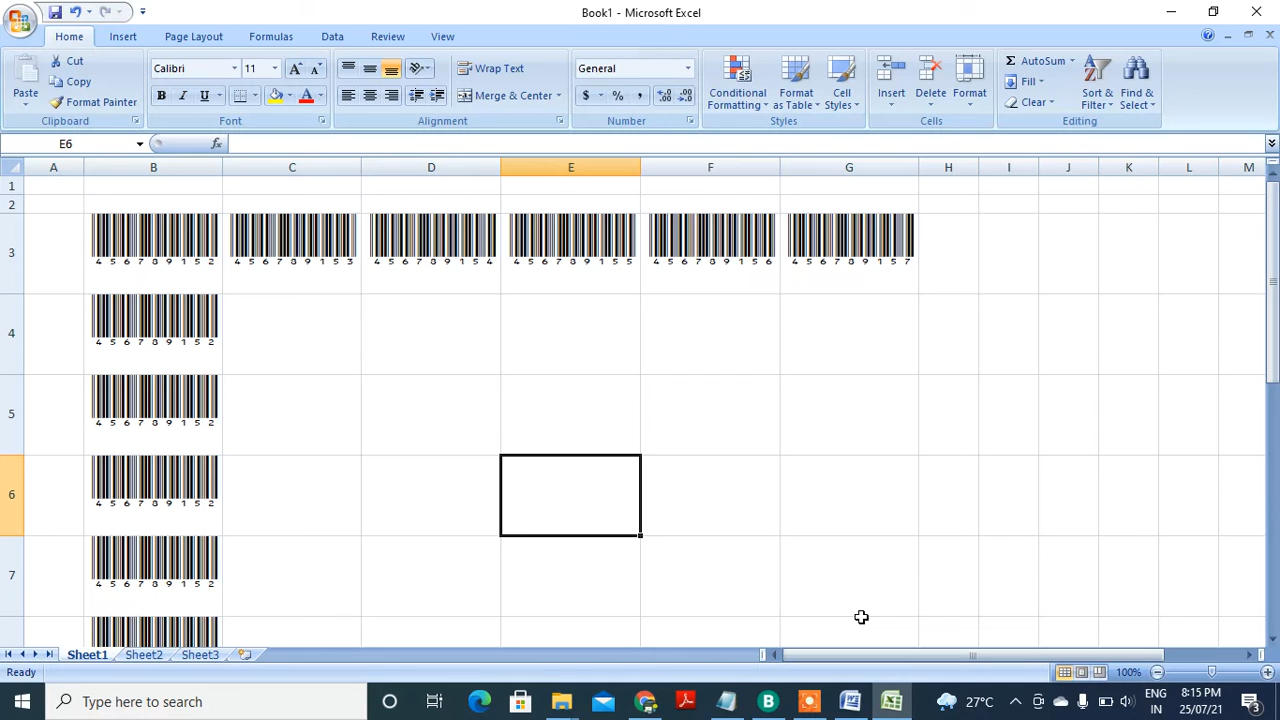 Book1 - Microsoft Excel
Home Insert Page Layout Formulas Data Review View
Paste
Cut
Copy
Format Painter
Clipboard
Calibri 11
B I U
Font
Wrap Text
Merge & Center
Alignment
General
$ % ,
Number
Conditional Formatting
Format as Table
Cell Styles
Styles
Insert Delete Format
Cells
Σ AutoSum
Fill
Clear
Sort & Filter
Find & Select
Editing
E6 fx
A B C D E F G H I J K L M
1
2
3
4 5 6 7 8 9 1 5 2 4 5 6 7 8 9 1 5 3 4 5 6 7 8 9 1 5 4 4 5 6 7 8 9 1 5 5 4 5 6 7 8 9 1 5 6 4 5 6 7 8 9 1 5 7
4
4 5 6 7 8 9 1 5 2
5
4 5 6 7 8 9 1 5 2
6
4 5 6 7 8 9 1 5 2
7
4 5 6 7 8 9 1 5 2
Sheet1 Sheet2 Sheet3
Ready 100%
Type here to search
27°C
ENG
IN
8:15 PM
25/07/21
3